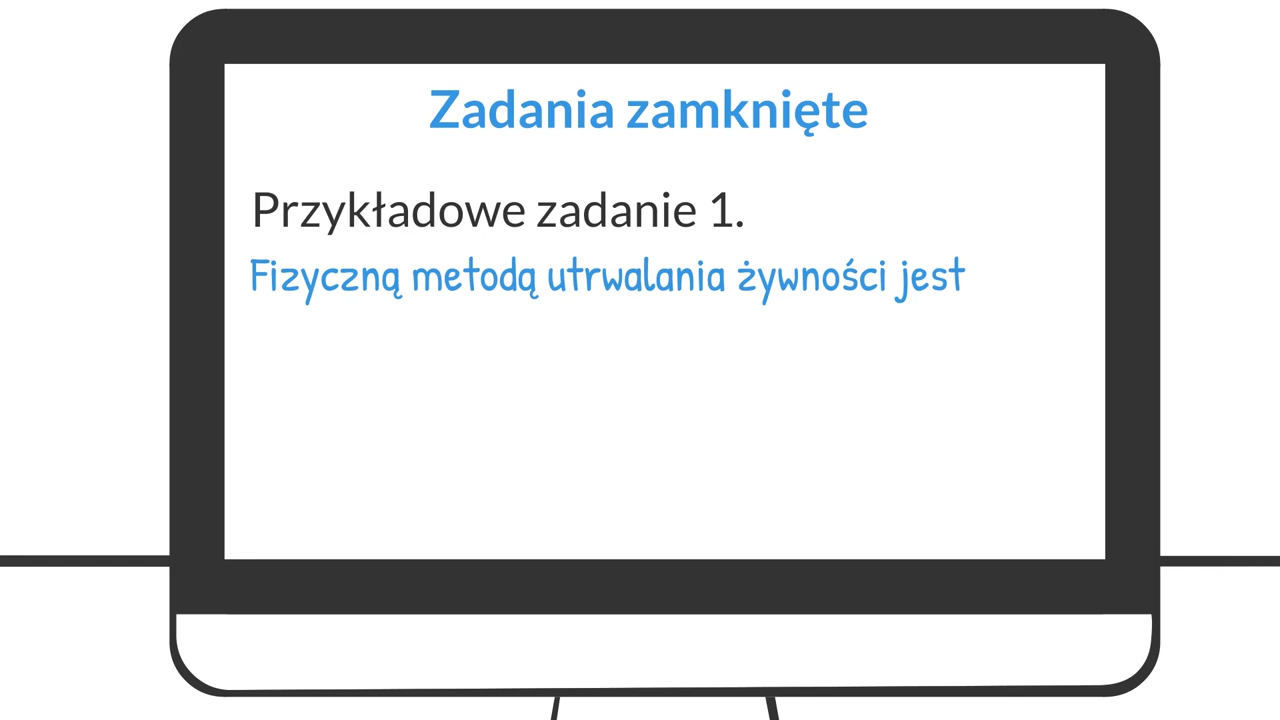 Zadania zamknięte
Przykładowe zadanie 1.
Fizyczną metodą utrwalania żywności jest